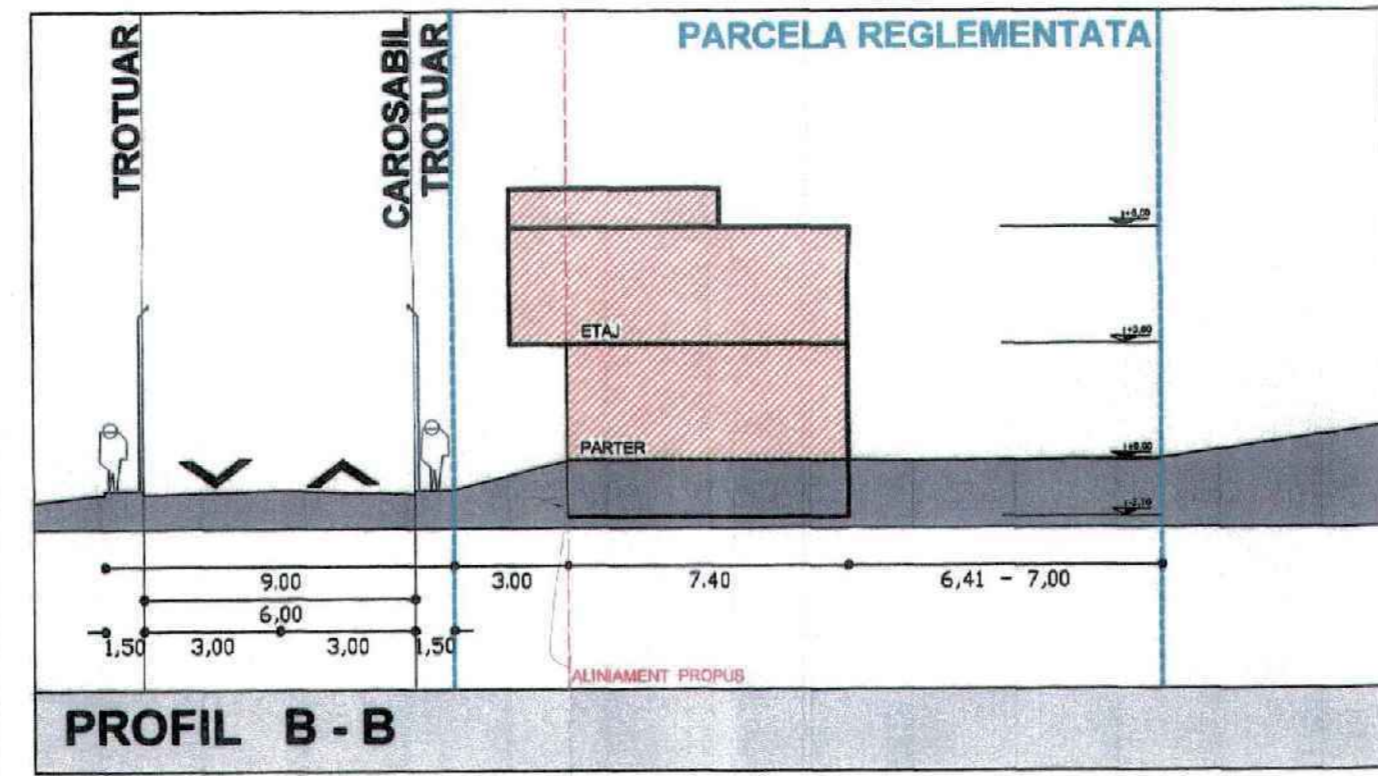 TROTUAR
CAROSABIL
TROTUAR
PARCELA REGLEMENTATA
ETAJ
PARTER
9.00
3.00
7.40
6,41 - 7,00
6,00
1,50
3,00
3,00
1,50
ALINIAMENT PROPUS
PROFIL B - B